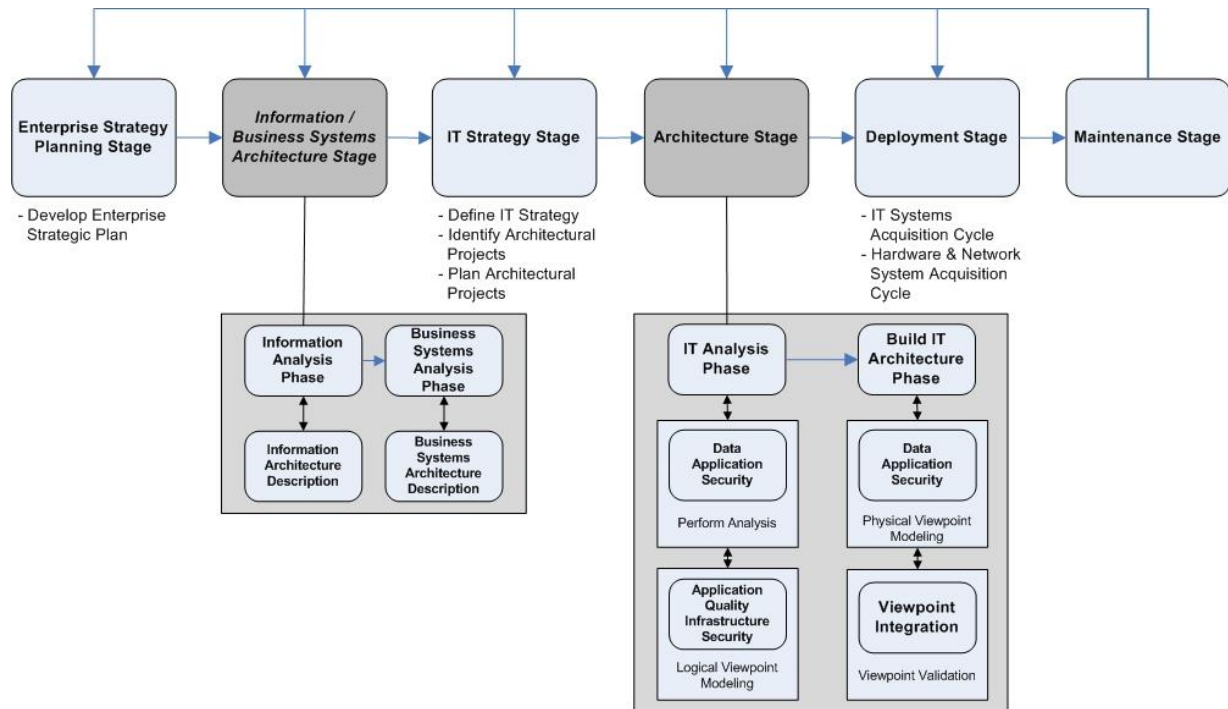 Enterprise Strategy
Planning Stage
Information /
Business Systems
Architecture Stage
IT Strategy Stage
Architecture Stage
Deployment Stage
Maintenance Stage
- Develop Enterprise
Strategic Plan
- Define IT Strategy
- Identify Architectural
Projects
- Plan Architectural
Projects
- IT Systems
Acquisition Cycle
- Hardware & Network
System Acquisition
Cycle
Information
Analysis
Phase
Business
Systems
Analysis
Phase
Information
Architecture
Description
Business
Systems
Architecture
Description
IT Analysis
Phase
Build IT
Architecture
Phase
Data
Application
Security
Perform Analysis
Data
Application
Security
Physical Viewpoint
Modeling
Application
Quality
Infrastructure
Security
Logical Viewpoint
Modeling
Viewpoint
Integration
Viewpoint Validation